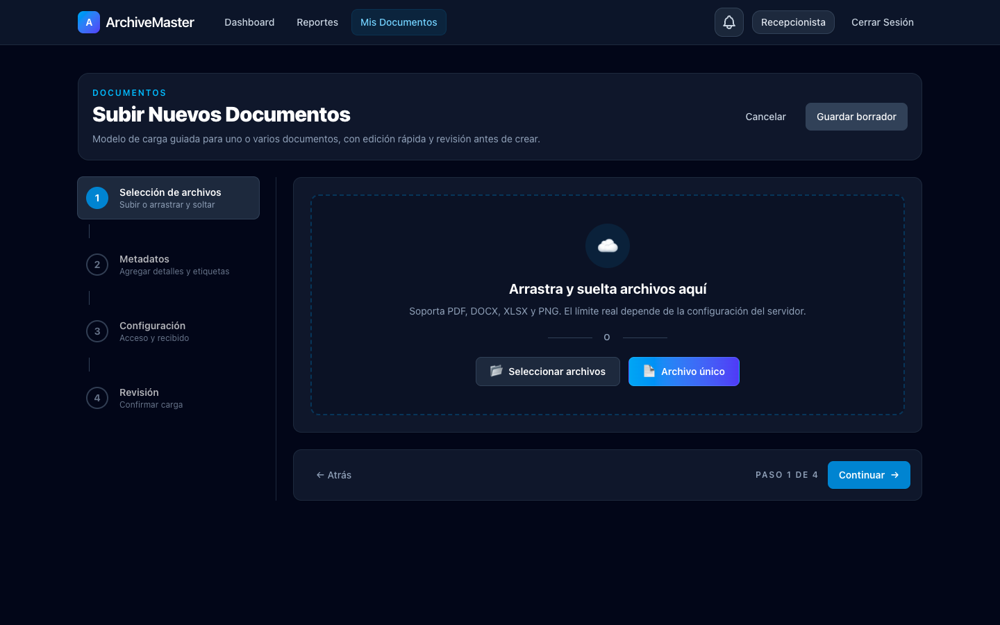 A ArchiveMaster Dashboard Reportes Mis Documentos Recepcionista Cerrar Sesión
DOCUMENTOS
Subir Nuevos Documentos
Modelo de carga guiada para uno o varios documentos, con edición rápida y revisión antes de crear.
Cancelar Guardar borrador
1 Selección de archivos
Subir o arrastrar y soltar
2 Metadatos
Agregar detalles y etiquetas
3 Configuración
Acceso y recibido
4 Revisión
Confirmar carga
Arrastra y suelta archivos aquí
Soporta PDF, DOCX, XLSX y PNG. El límite real depende de la configuración del servidor.
O
Seleccionar archivos Archivo único
← Atrás PASO 1 DE 4 Continuar →